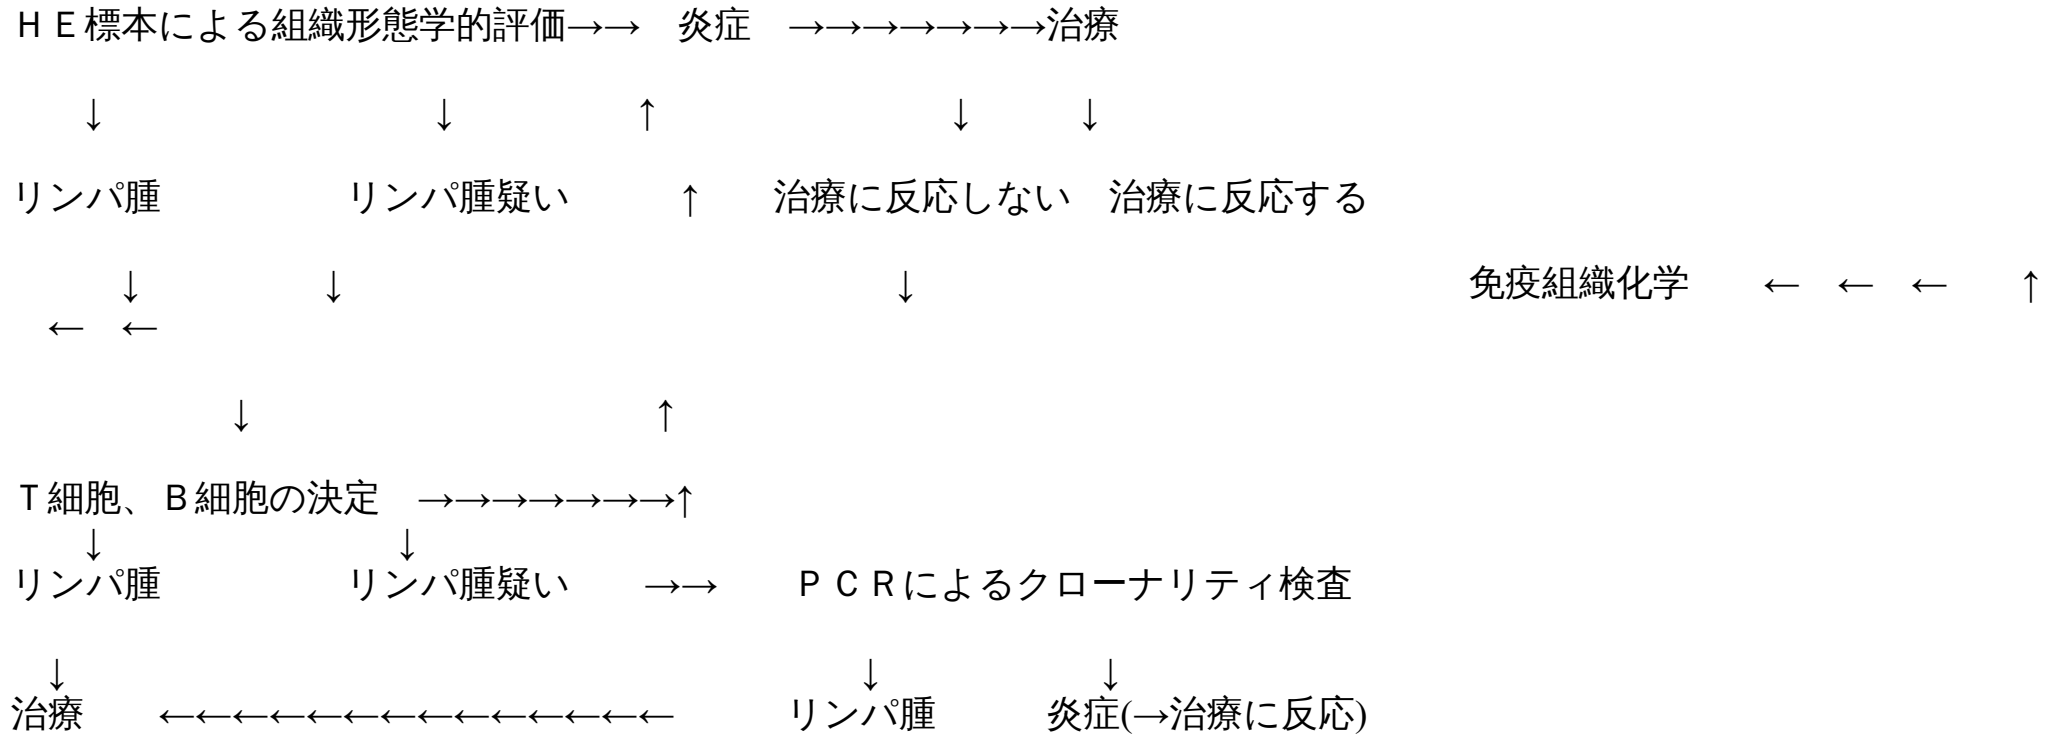 ＨＥ標本による組織形態学的評価→→　炎症　→→→→→→→治療
↓　↓　↑　↓　↓
リンパ腫　リンパ腫疑い　↑　治療に反応しない　治療に反応する
↓　↓　↓　免疫組織化学　←　←　←　↑
←　←
↓　↑
Ｔ細胞、Ｂ細胞の決定　→→→→→→→↑
↓　↓
リンパ腫　リンパ腫疑い　→→　ＰＣＲによるクローナリティ検査
↓　↓　↓
治療　←←←←←←←←←←←←←←　リンパ腫　炎症(→治療に反応)